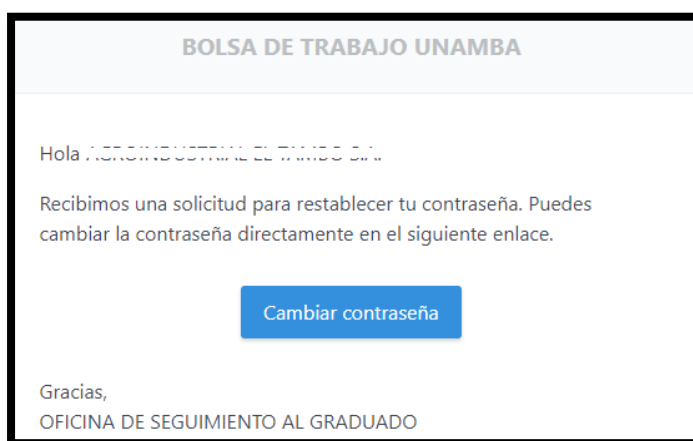 BOLSA DE TRABAJO UNAMBA
Hola
Recibimos una solicitud para restablecer tu contraseña. Puedes
cambiar la contraseña directamente en el siguiente enlace.
Cambiar contraseña
Gracias,
OFICINA DE SEGUIMIENTO AL GRADUADO